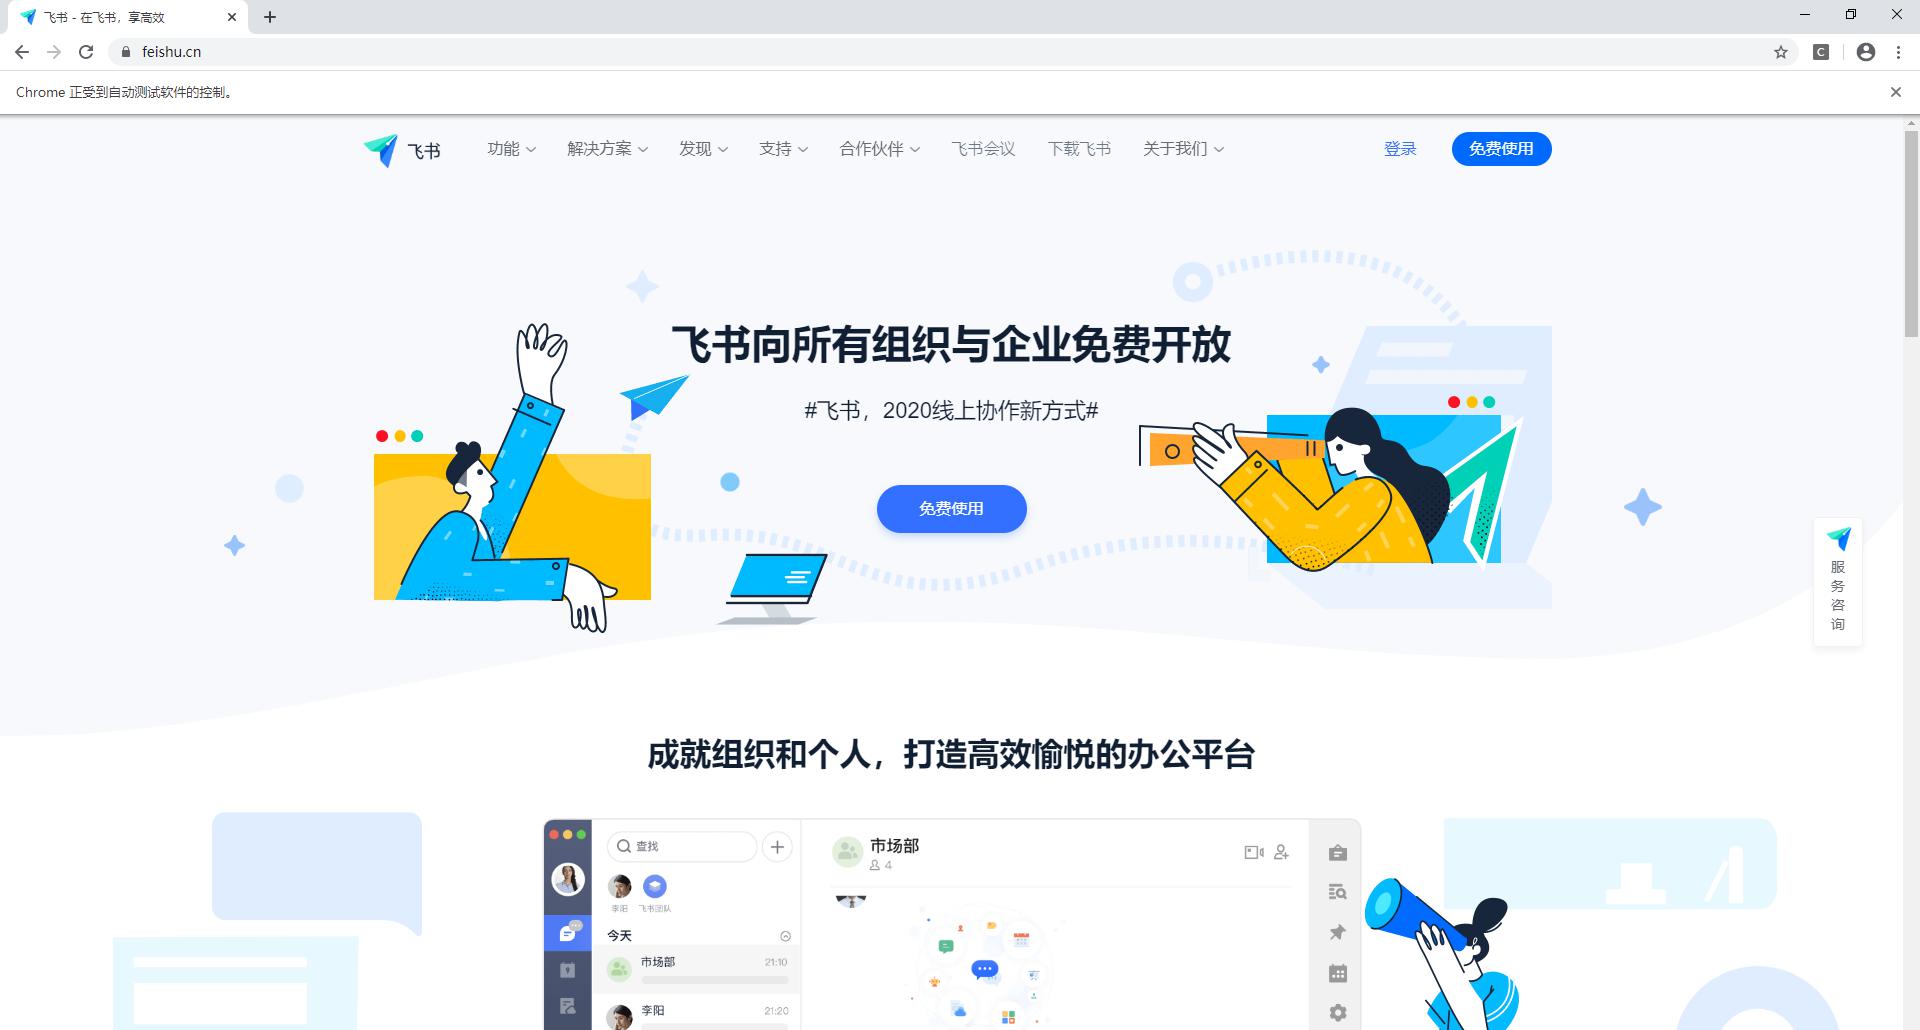 飞书 - 在飞书，享高效
feishu.cn
C
Chrome 正受到自动测试软件的控制。
飞书
功能 解决方案 发现 支持 合作伙伴 飞书会议 下载飞书 关于我们
登录 免费使用
飞书向所有组织与企业免费开放
#飞书，2020线上协作新方式#
免费使用
服务咨询
成就组织和个人，打造高效愉悦的办公平台
查找
李阳 飞书团队
今天
市场部 21:10
李阳 21:20
市场部
4